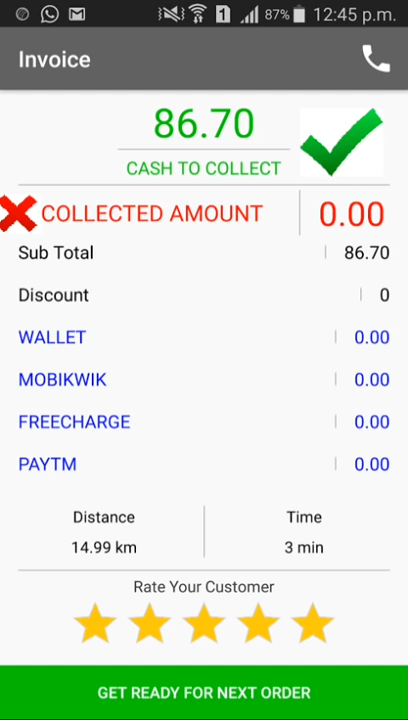 87% 12:45 p.m.
Invoice
86.70
CASH TO COLLECT
COLLECTED AMOUNT 0.00
Sub Total 86.70
Discount 0
WALLET 0.00
MOBIKWIK 0.00
FREECHARGE 0.00
PAYTM 0.00
Distance Time
14.99 km 3 min
Rate Your Customer
GET READY FOR NEXT ORDER